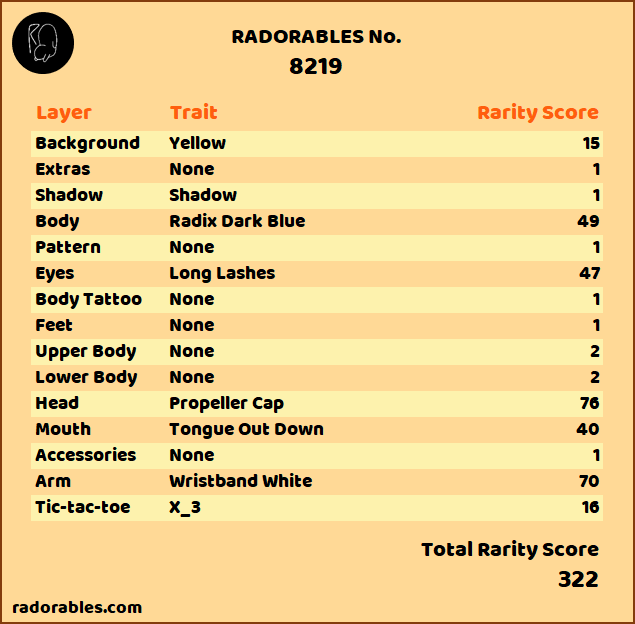 RADORABLES No.
8219
Layer Trait Rarity Score
Background Yellow 15
Extras None 1
Shadow Shadow 1
Body Radix Dark Blue 49
Pattern None 1
Eyes Long Lashes 47
Body Tattoo None 1
Feet None 1
Upper Body None 2
Lower Body None 2
Head Propeller Cap 76
Mouth Tongue Out Down 40
Accessories None 1
Arm Wristband White 70
Tic-tac-toe X_3 16
Total Rarity Score
322
radorables.com